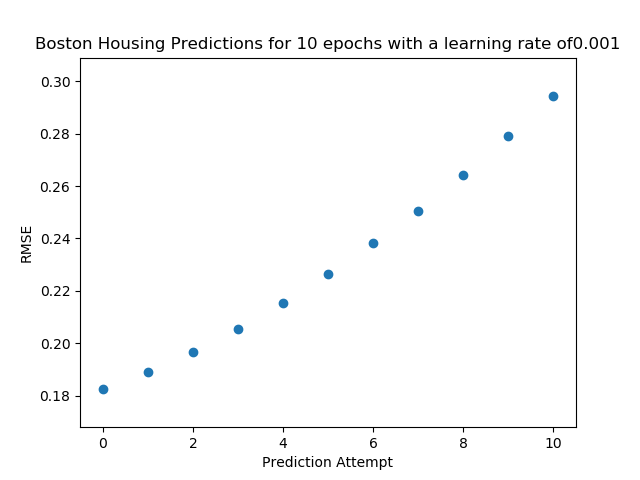 Boston Housing Predictions for 10 epochs with a learning rate of0.001
0.30
0.28
0.26
0.24
0.22
0.20
0.18
RMSE
0 2 4 6 8 10
Prediction Attempt